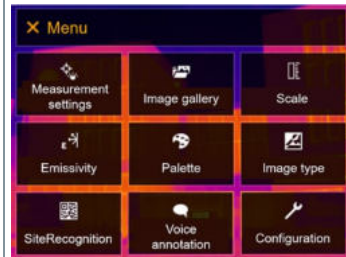 × Menu
Measurement
settings
Image gallery
Scale
ε
Emissivity
Palette
Image type
SiteRecognition
Voice
annotation
Configuration